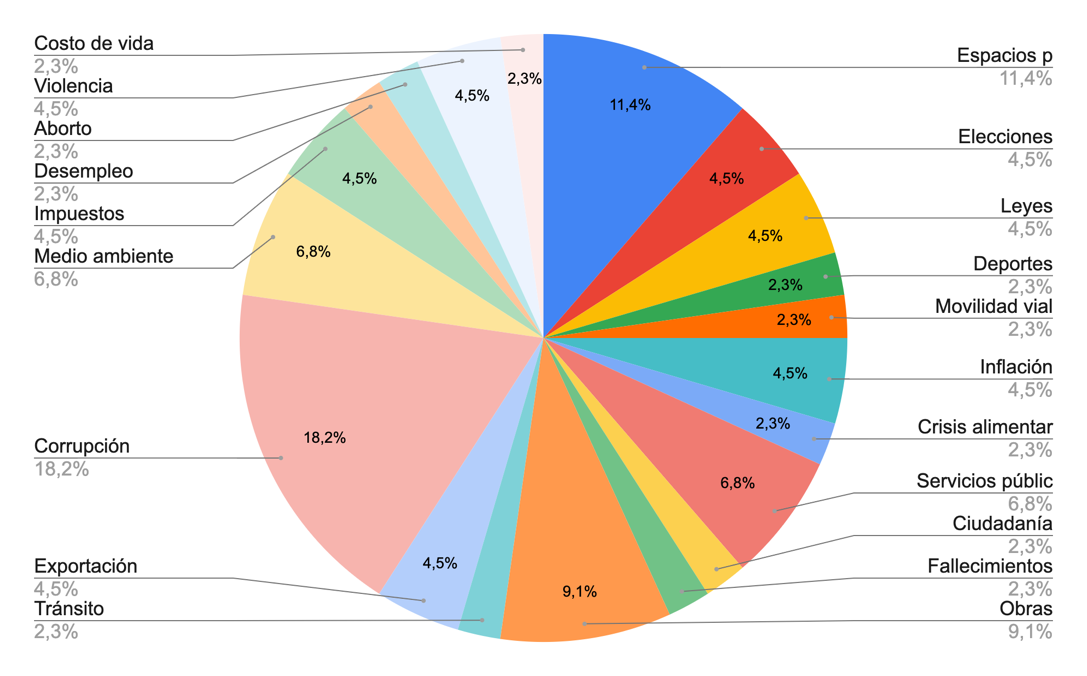 Costo de vida
2,3%
Violencia
4,5%
Aborto
2,3%
Desempleo
2,3%
Impuestos
4,5%
Medio ambiente
6,8%
Corrupción
18,2%
Exportación
4,5%
Tránsito
2,3%
Espacios p
11,4%
Elecciones
4,5%
Leyes
4,5%
Deportes
2,3%
Movilidad vial
2,3%
Inflación
4,5%
Crisis alimentar
2,3%
Servicios públic
6,8%
Ciudadanía
2,3%
Fallecimientos
2,3%
Obras
9,1%
11,4%
4,5%
4,5%
2,3%
2,3%
4,5%
2,3%
6,8%
9,1%
4,5%
18,2%
6,8%
4,5%
4,5%
2,3%